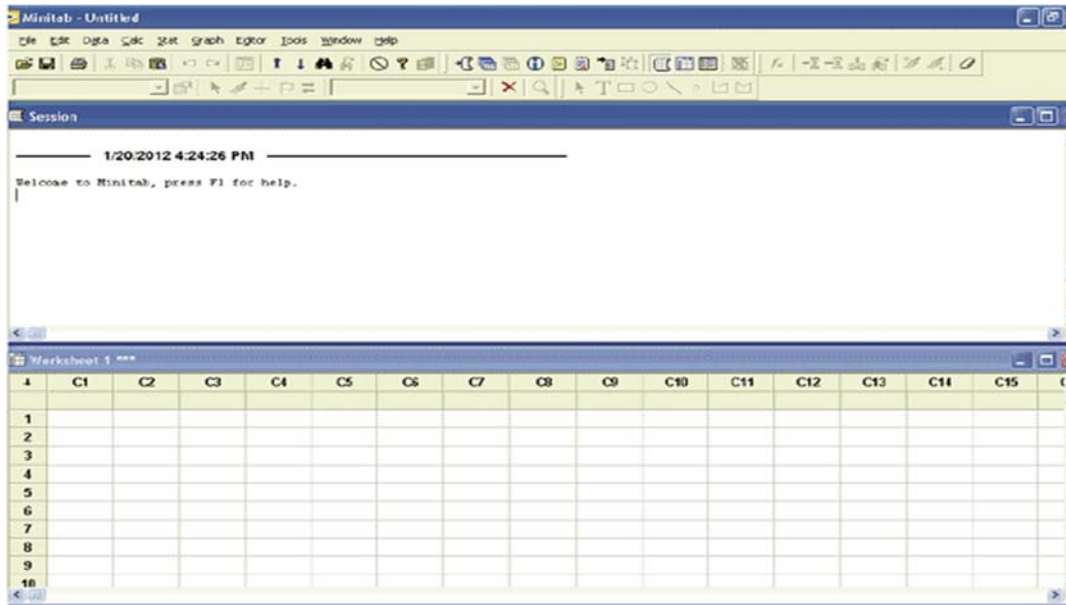 Minitab - Untitled
File Edit Data Calc Stat Graph Editor Tools Window Help
Session
1/20/2012 4:24:26 PM
Welcome to Minitab, press F1 for help.
Worksheet 1 ***
C1 C2 C3 C4 C5 C6 C7 C8 C9 C10 C11 C12 C13 C14 C15
1
2
3
4
5
6
7
8
9
10